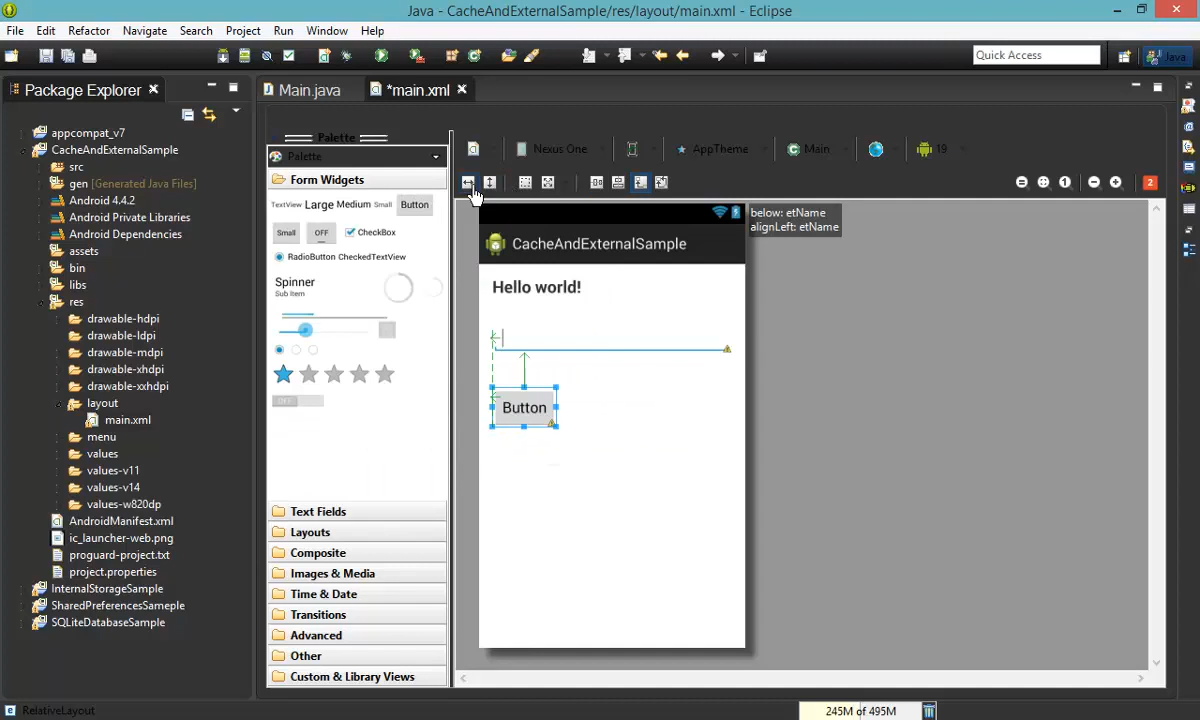 Java - CacheAndExternalSample/res/layout/main.xml - Eclipse
File Edit Refactor Navigate Search Project Run Window Help
Quick Access
Java
Package Explorer
Main.java
*main.xml
appcompat_v7
CacheAndExternalSample
src
gen [Generated Java Files]
Android 4.4.2
Android Private Libraries
Android Dependencies
assets
bin
libs
res
drawable-hdpi
drawable-ldpi
drawable-mdpi
drawable-xhdpi
drawable-xxhdpi
layout
main.xml
menu
values
values-v11
values-v14
values-w820dp
AndroidManifest.xml
ic_launcher-web.png
proguard-project.txt
project.properties
InternalStorageSample
SharedPreferencesSameple
SQLiteDatabaseSample
Palette
Palette
Form Widgets
TextView Large Medium Small Button
Small OFF CheckBox
RadioButton CheckedTextView
Spinner
Sub Item
OFF
Text Fields
Layouts
Composite
Images & Media
Time & Date
Transitions
Advanced
Other
Custom & Library Views
Nexus One
AppTheme
Main
19
1
2
CacheAndExternalSample
below: etName
alignLeft: etName
Hello world!
Button
RelativeLayout
245M of 495M